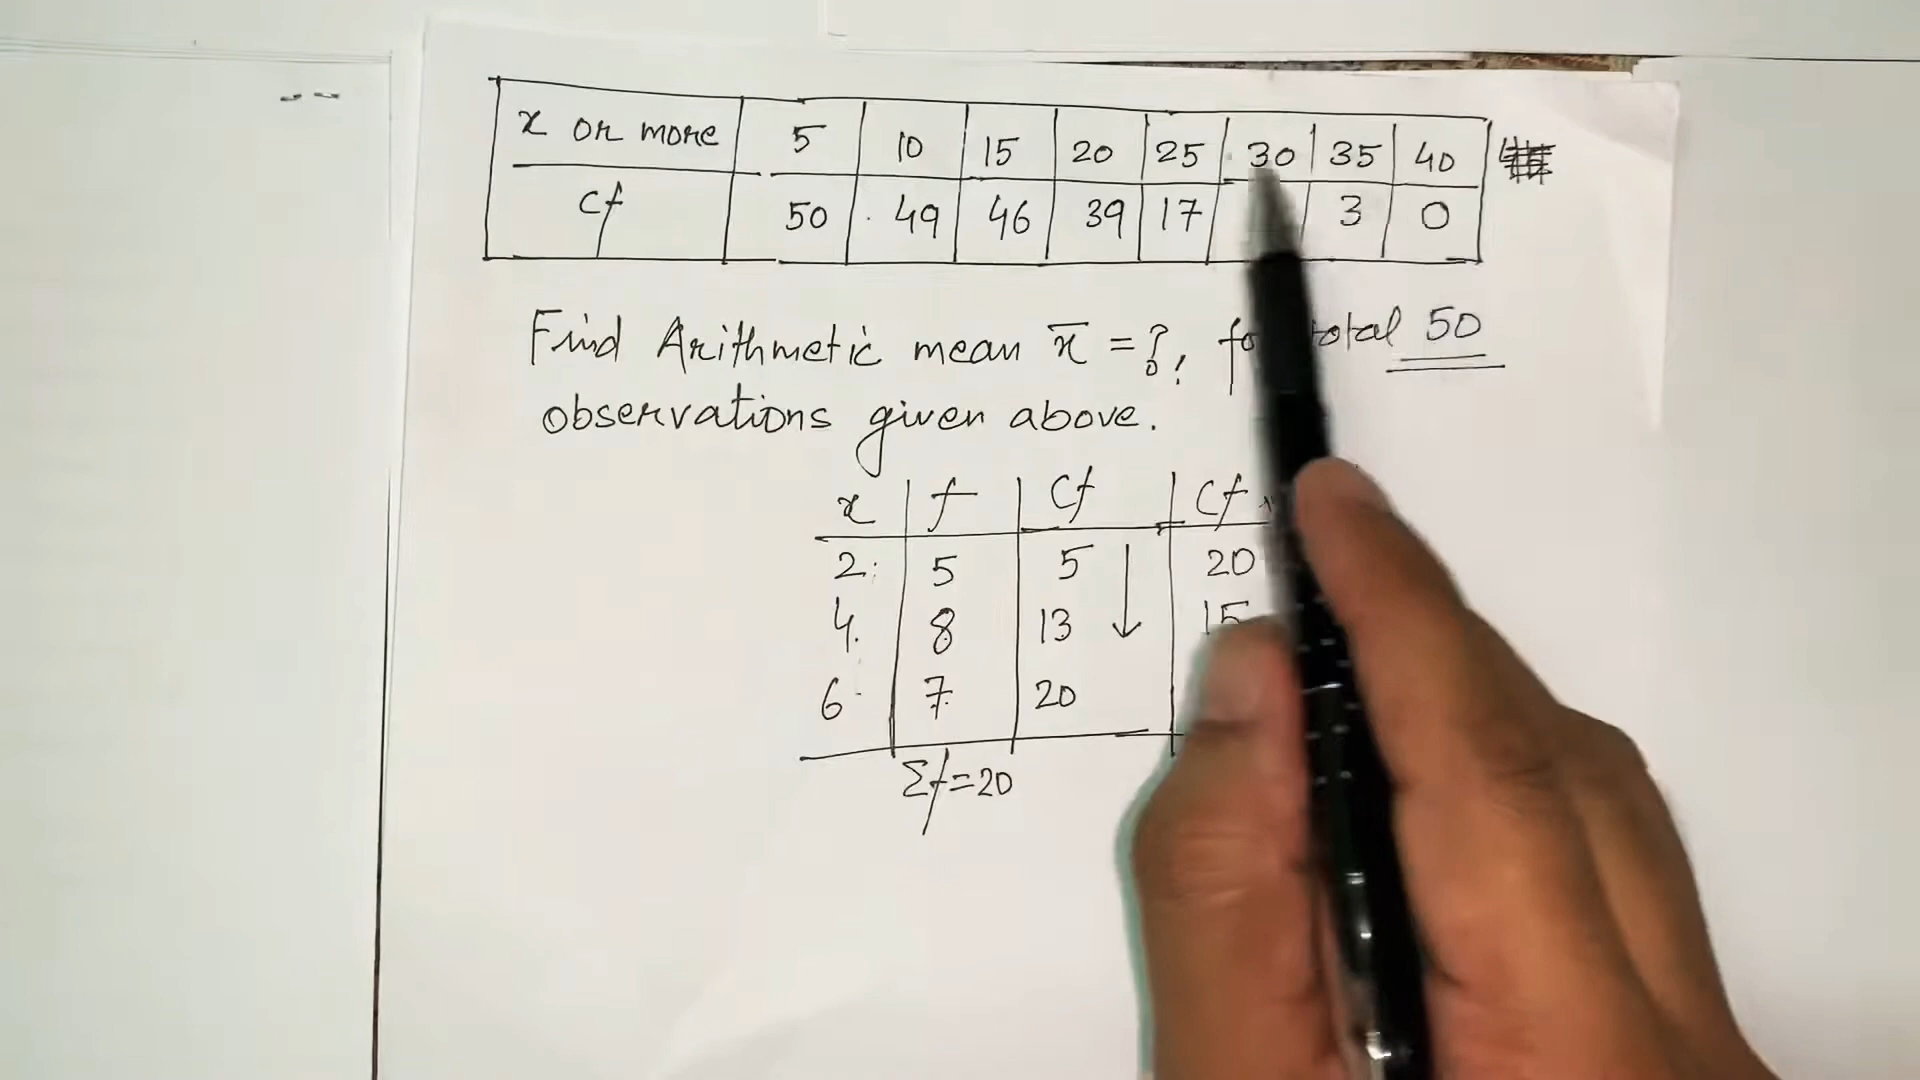 x or more 5 10 15 20 25 30 35 40
cf 50 49 46 39 17 3 0
Find Arithmetic mean x̄ = ?, total 50
observations given above.
x f Cf Cf
2 5 5 20
4 8 13 15
6 7 20
Σf=20